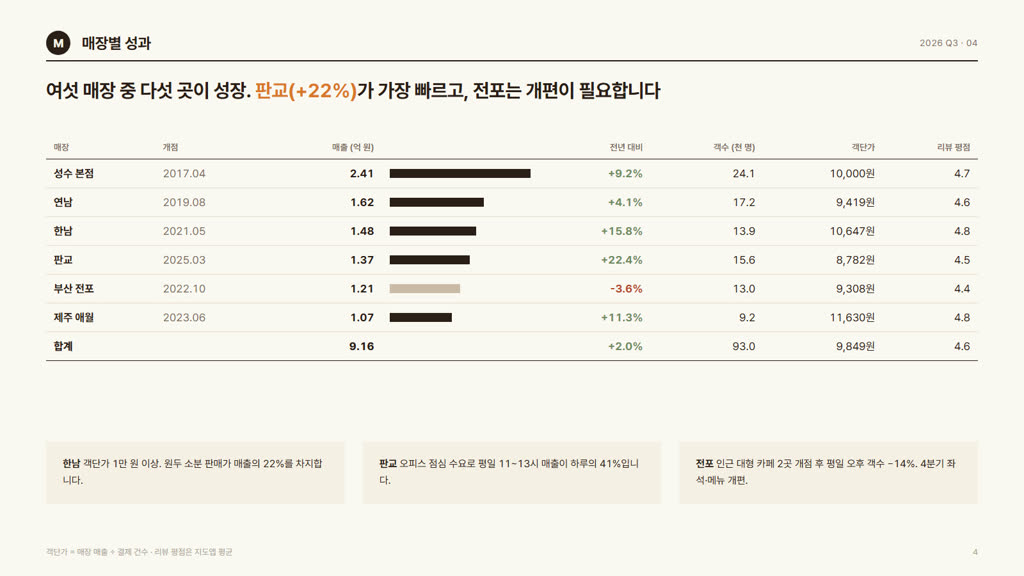 M 매장별 성과 2026 Q3 · 04
여섯 매장 중 다섯 곳이 성장. 판교(+22%)가 가장 빠르고, 전포는 개편이 필요합니다
매장 개점 매출 (억 원) 전년 대비 객수 (천 명) 객단가 리뷰 평점
성수 본점 2017.04 2.41 +9.2% 24.1 10,000원 4.7
연남 2019.08 1.62 +4.1% 17.2 9,419원 4.6
한남 2021.05 1.48 +15.8% 13.9 10,647원 4.8
판교 2025.03 1.37 +22.4% 15.6 8,782원 4.5
부산 전포 2022.10 1.21 -3.6% 13.0 9,308원 4.4
제주 애월 2023.06 1.07 +11.3% 9.2 11,630원 4.8
합계 9.16 +2.0% 93.0 9,849원 4.6
한남 객단가 1만 원 이상. 원두 소분 판매가 매출의 22%를 차지합
니다.
판교 오피스 점심 수요로 평일 11~13시 매출이 하루의 41%입니
다.
전포 인근 대형 카페 2곳 개점 후 평일 오후 객수 −14%. 4분기 좌
석·메뉴 개편.
객단가 = 매장 매출 ÷ 결제 건수 · 리뷰 평점은 지도앱 평균 4